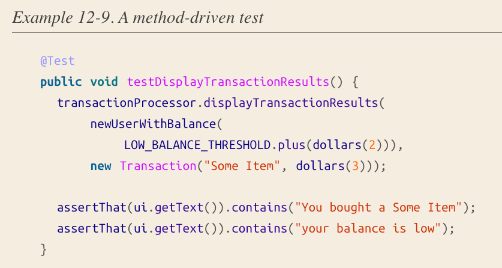 Example 12-9. A method-driven test
@Test
public void testDisplayTransactionResults() {
transactionProcessor.displayTransactionResults(
newUserWithBalance(
LOW_BALANCE_THRESHOLD.plus(dollars(2))),
new Transaction("Some Item", dollars(3)));
assertThat(ui.getText()).contains("You bought a Some Item");
assertThat(ui.getText()).contains("your balance is low");
}